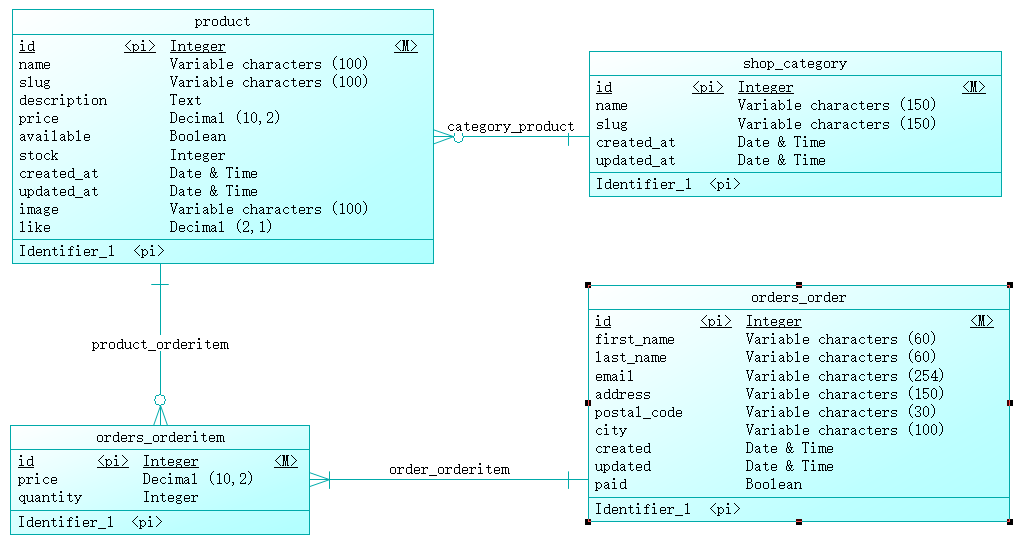 product
id <pi> Integer <M>
name Variable characters (100)
slug Variable characters (100)
description Text
price Decimal (10,2)
available Boolean
stock Integer
created_at Date & Time
updated_at Date & Time
image Variable characters (100)
like Decimal (2,1)
Identifier_1 <pi>
category_product
shop_category
id <pi> Integer <M>
name Variable characters (150)
slug Variable characters (150)
created_at Date & Time
updated_at Date & Time
Identifier_1 <pi>
product_orderitem
orders_orderitem
id <pi> Integer <M>
price Decimal (10,2)
quantity Integer
Identifier_1 <pi>
order_orderitem
orders_order
id <pi> Integer <M>
first_name Variable characters (60)
last_name Variable characters (60)
email Variable characters (254)
address Variable characters (150)
postal_code Variable characters (30)
city Variable characters (100)
created Date & Time
updated Date & Time
paid Boolean
Identifier_1 <pi>